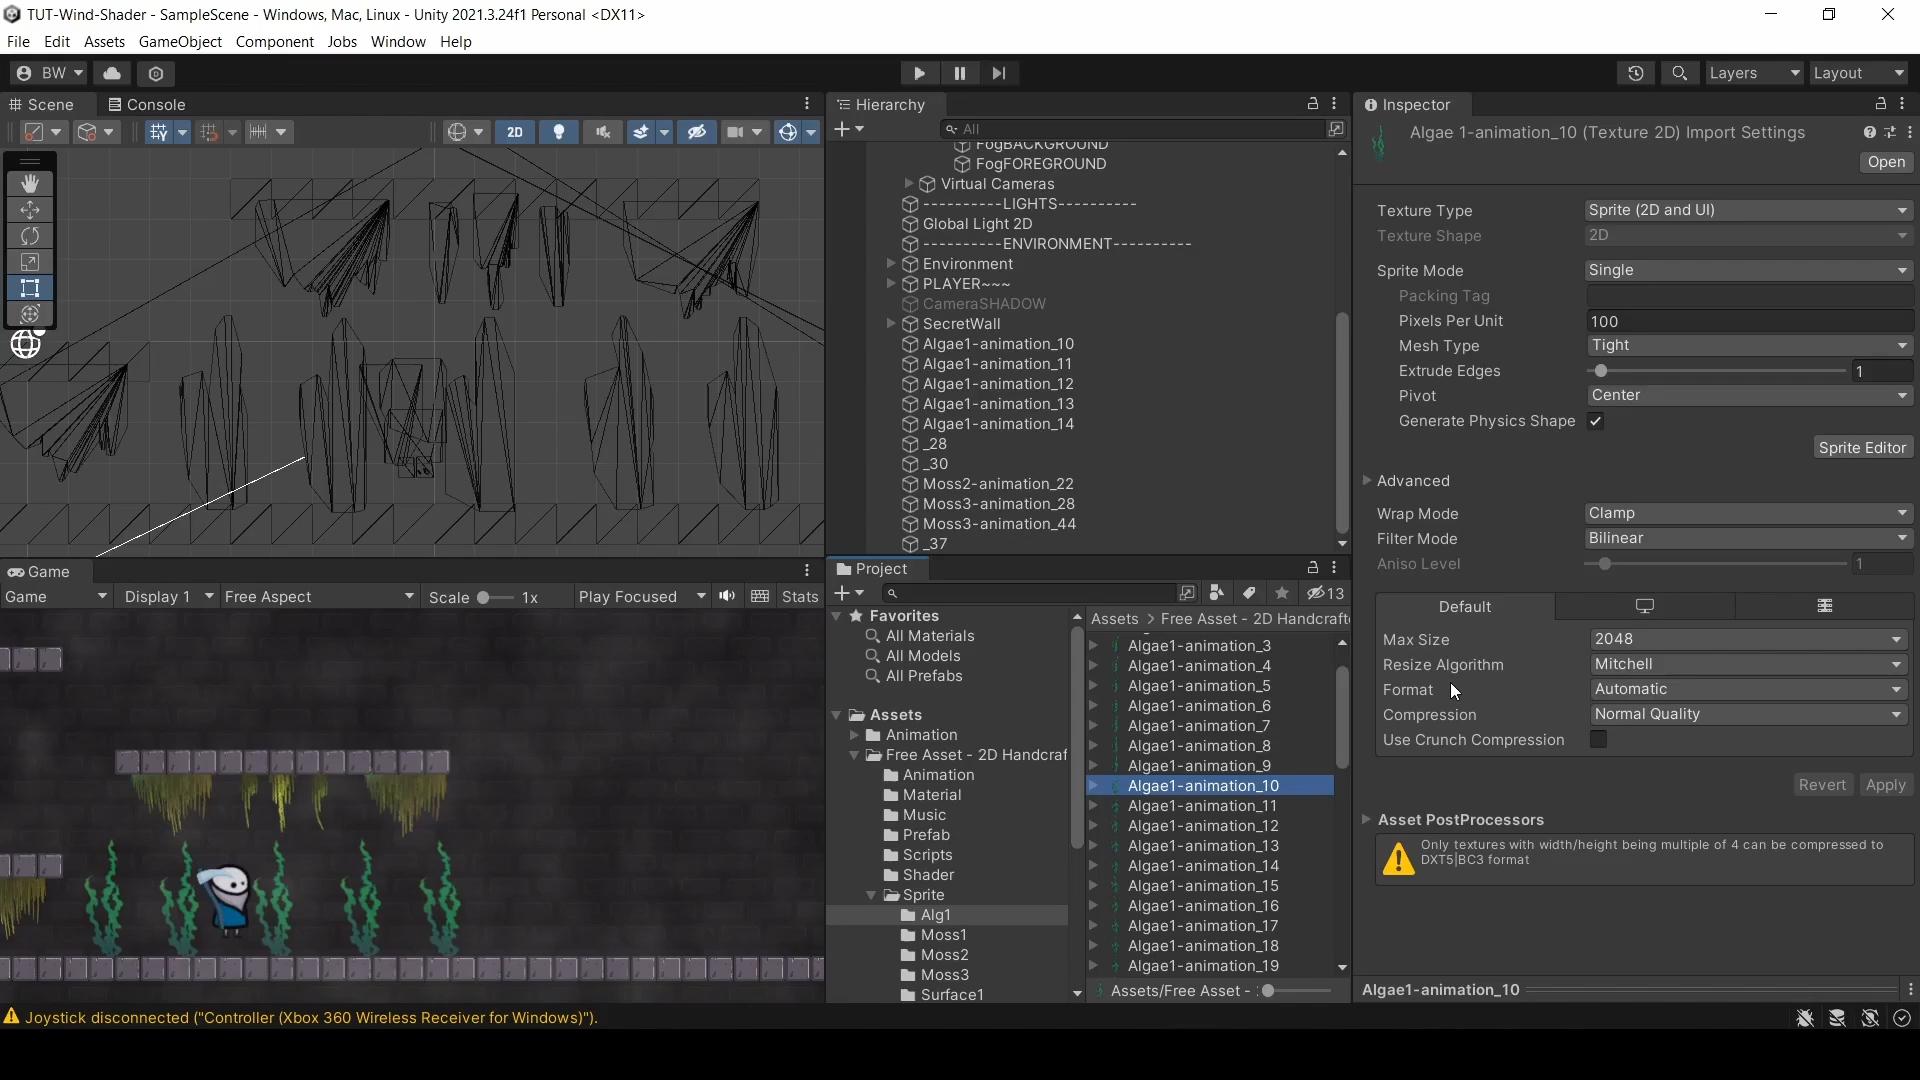 TUT-Wind-Shader - SampleScene - Windows, Mac, Linux - Unity 2021.3.24f1 Personal <DX11>
File Edit Assets GameObject Component Jobs Window Help
BW Layers Layout
Scene Console
2D
Hierarchy
All
FogBACKGROUND
FogFOREGROUND
Virtual Cameras
----------LIGHTS----------
Global Light 2D
----------ENVIRONMENT----------
Environment
PLAYER~~~
CameraSHADOW
SecretWall
Algae1-animation_10
Algae1-animation_11
Algae1-animation_12
Algae1-animation_13
Algae1-animation_14
_28
_30
Moss2-animation_22
Moss3-animation_28
Moss3-animation_44
_37
Game
Game Display 1 Free Aspect Scale 1x Play Focused Stats
Project
13
Favorites
All Materials
All Models
All Prefabs
Assets
Animation
Free Asset - 2D Handcraf
Animation
Material
Music
Prefab
Scripts
Shader
Sprite
Alg1
Moss1
Moss2
Moss3
Surface1
Assets > Free Asset - 2D Handcraft
Algae1-animation_3
Algae1-animation_4
Algae1-animation_5
Algae1-animation_6
Algae1-animation_7
Algae1-animation_8
Algae1-animation_9
Algae1-animation_10
Algae1-animation_11
Algae1-animation_12
Algae1-animation_13
Algae1-animation_14
Algae1-animation_15
Algae1-animation_16
Algae1-animation_17
Algae1-animation_18
Algae1-animation_19
Assets/Free Asset - :
Inspector
Algae 1-animation_10 (Texture 2D) Import Settings
Open
Texture Type Sprite (2D and UI)
Texture Shape 2D
Sprite Mode Single
Packing Tag
Pixels Per Unit 100
Mesh Type Tight
Extrude Edges 1
Pivot Center
Generate Physics Shape
Sprite Editor
Advanced
Wrap Mode Clamp
Filter Mode Bilinear
Aniso Level 1
Default
Max Size 2048
Resize Algorithm Mitchell
Format Automatic
Compression Normal Quality
Use Crunch Compression
Revert Apply
Asset PostProcessors
Only textures with width/height being multiple of 4 can be compressed to
DXT5|BC3 format
Algae1-animation_10
Joystick disconnected ("Controller (Xbox 360 Wireless Receiver for Windows)").